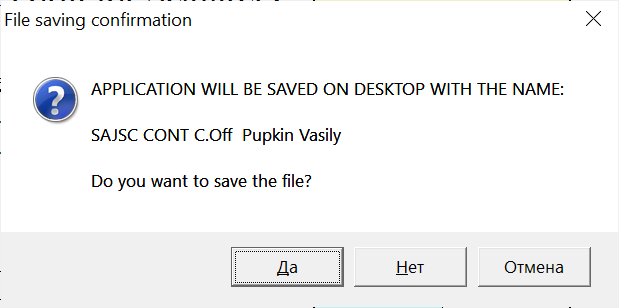 File saving confirmation
APPLICATION WILL BE SAVED ON DESKTOP WITH THE NAME:
SAJSC CONT C.Off  Pupkin Vasily
Do you want to save the file?
Да
Нет
Отмена